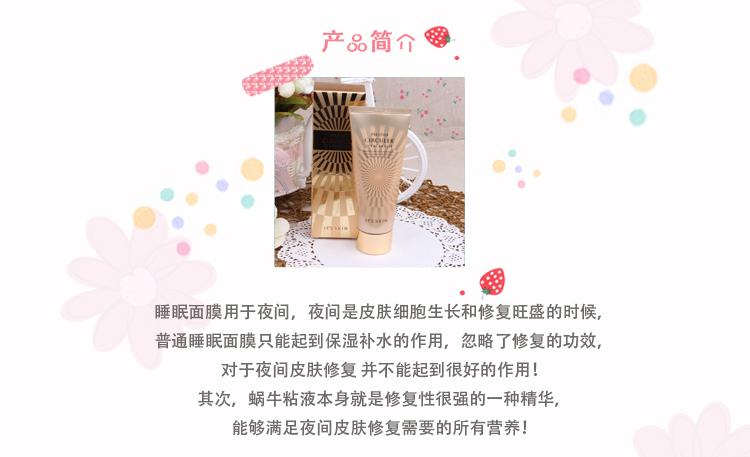 产品简介
PRESTIGE
CERCULER
IT'S SKIN
IT'S SKIN
睡眠面膜用于夜间，夜间是皮肤细胞生长和修复旺盛的时候,
普通睡眠面膜只能起到保湿补水的作用，忽略了修复的功效,
对于夜间皮肤修复 并不能起到很好的作用！
其次，蜗牛粘液本身就是修复性很强的一种精华,
能够满足夜间皮肤修复需要的所有营养！